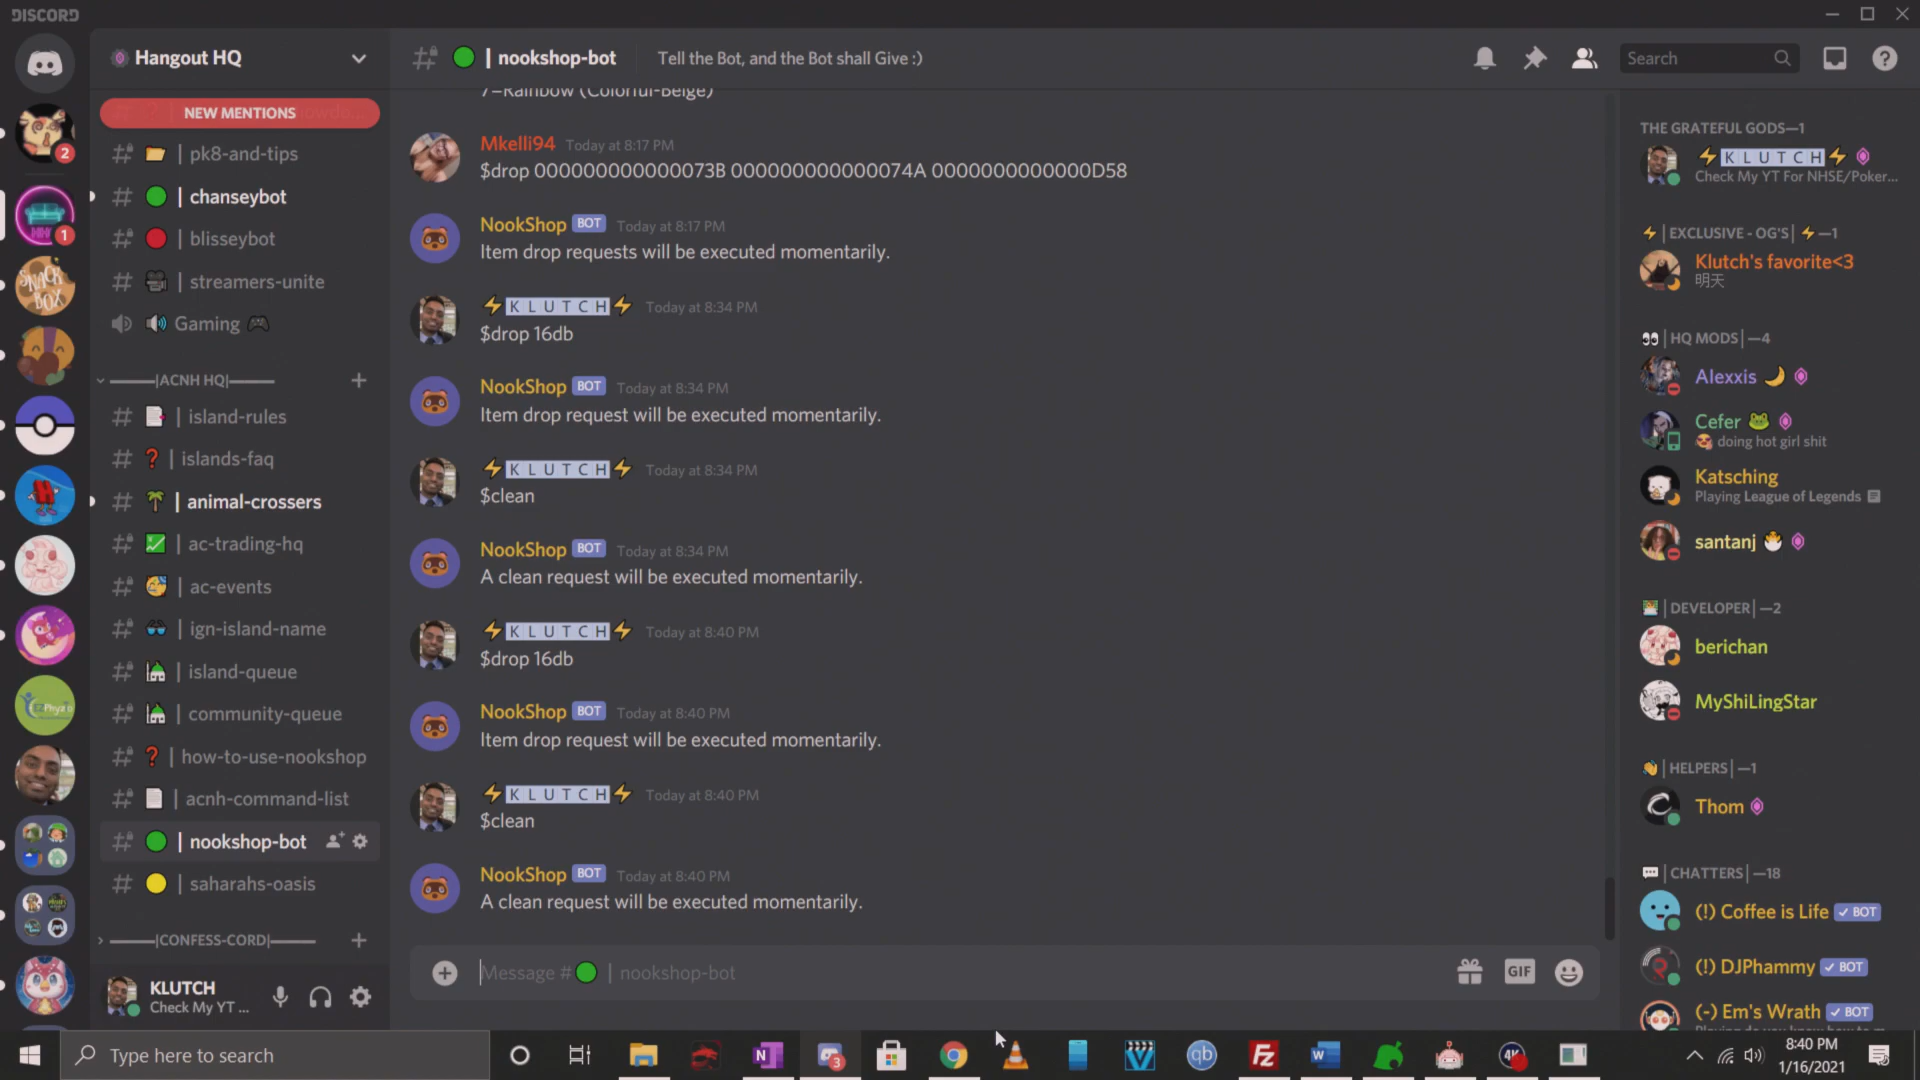 DISCORD
Hangout HQ
NEW MENTIONS
| pk8-and-tips
| chanseybot
| blisseybot
| streamers-unite
Gaming
|ACNH HQ|
| island-rules
| islands-faq
| animal-crossers
| ac-trading-hq
| ac-events
| ign-island-name
| island-queue
| community-queue
| how-to-use-nookshop
| acnh-command-list
| nookshop-bot
| saharahs-oasis
|CONFESS-CORD|
KLUTCH
Check My YT ...
| nookshop-bot
Tell the Bot, and the Bot shall Give :)
Search
7=Rainbow (Colorful-Beige)
Mkelli94 Today at 8:17 PM
$drop 000000000000073B 000000000000074A 0000000000000D58
NookShop BOT Today at 8:17 PM
Item drop requests will be executed momentarily.
KLUTCH Today at 8:34 PM
$drop 16db
NookShop BOT Today at 8:34 PM
Item drop request will be executed momentarily.
KLUTCH Today at 8:34 PM
$clean
NookShop BOT Today at 8:34 PM
A clean request will be executed momentarily.
KLUTCH Today at 8:40 PM
$drop 16db
NookShop BOT Today at 8:40 PM
Item drop request will be executed momentarily.
KLUTCH Today at 8:40 PM
$clean
NookShop BOT Today at 8:40 PM
A clean request will be executed momentarily.
Message # | nookshop-bot
GIF
THE GRATEFUL GODS—1
KLUTCH
Check My YT For NHSE/Poker...
| EXCLUSIVE - OG'S | —1
Klutch's favorite<3
明天
| HQ MODS | —4
Alexxis
Cefer
doing hot girl shit
Katsching
Playing League of Legends
santanj
| DEVELOPER | —2
berichan
MyShiLingStar
| HELPERS | —1
Thom
| CHATTERS | —18
(!) Coffee is Life ✓ BOT
(!) DJPhammy ✓ BOT
(-) Em's Wrath ✓ BOT
SNACK BOX
2
1
Type here to search
3
8:40 PM
1/16/2021